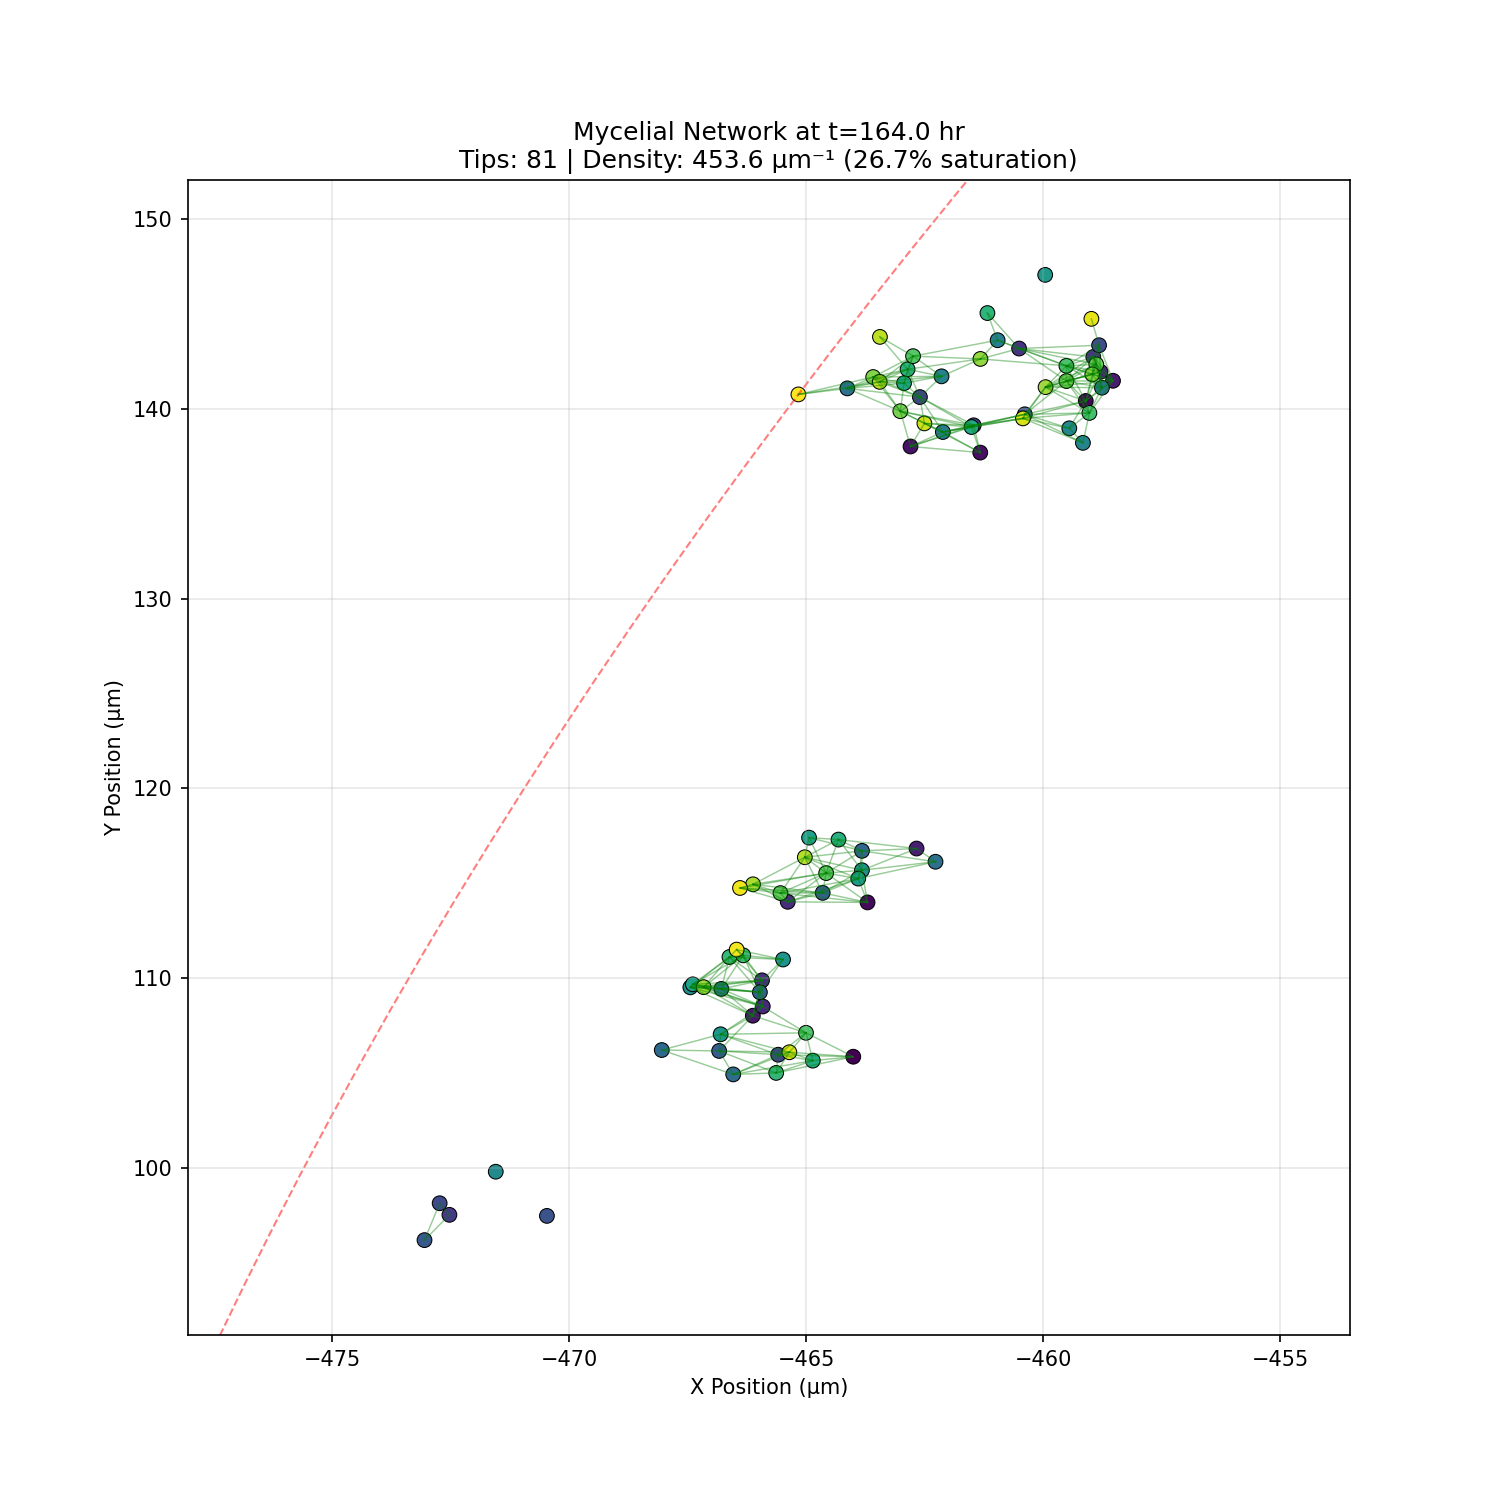 Mycelial Network at t=164.0 hr
Tips: 81 | Density: 453.6 μm⁻¹ (26.7% saturation)
150
140
130
120
110
100
Y Position (μm)
−475
−470
−465
−460
−455
X Position (μm)